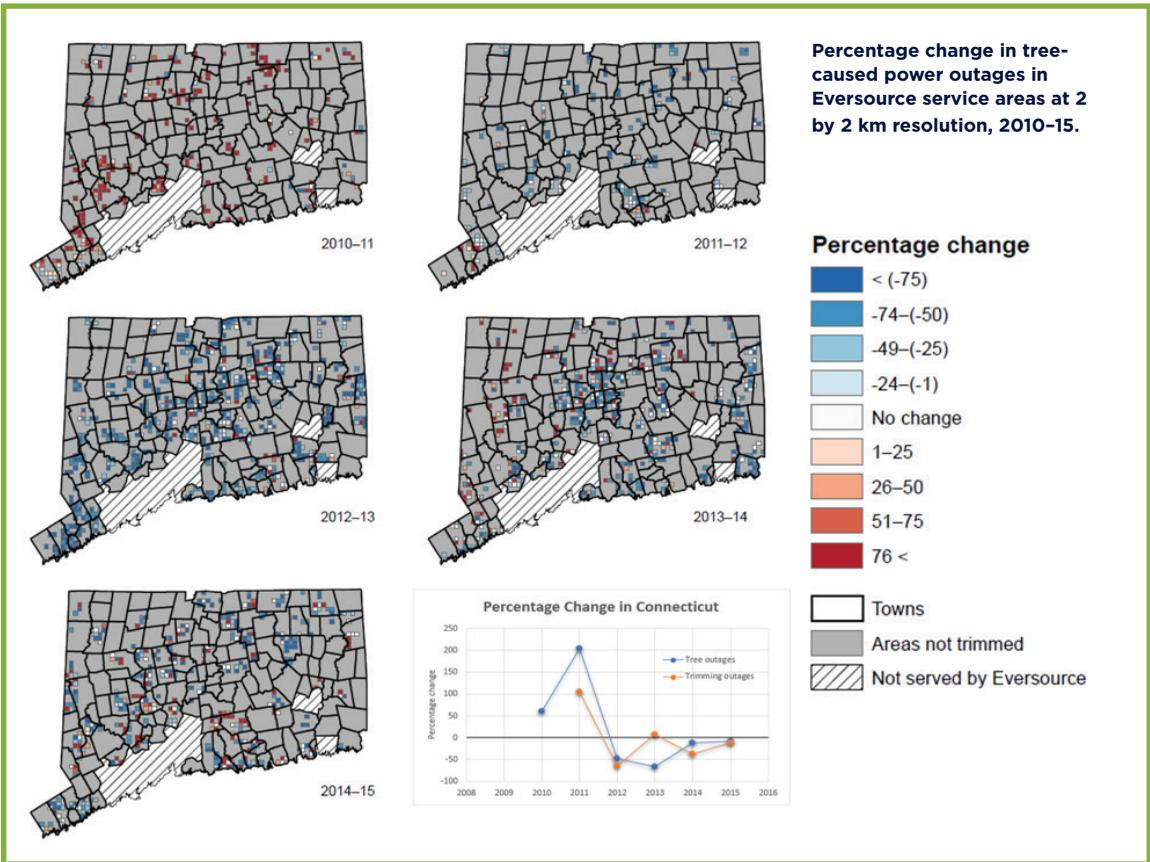 Percentage change in tree-
caused power outages in
Eversource service areas at 2
by 2 km resolution, 2010–15.
2010–11
2011–12
2012–13
2013–14
2014–15
Percentage change
< (-75)
-74–(-50)
-49–(-25)
-24–(-1)
No change
1–25
26–50
51–75
76 <
Towns
Areas not trimmed
Not served by Eversource
Percentage Change in Connecticut
Percentage change
250
200
150
100
50
0
-50
-100
2008 2009 2010 2011 2012 2013 2014 2015 2016
Tree outages
Trimming outages